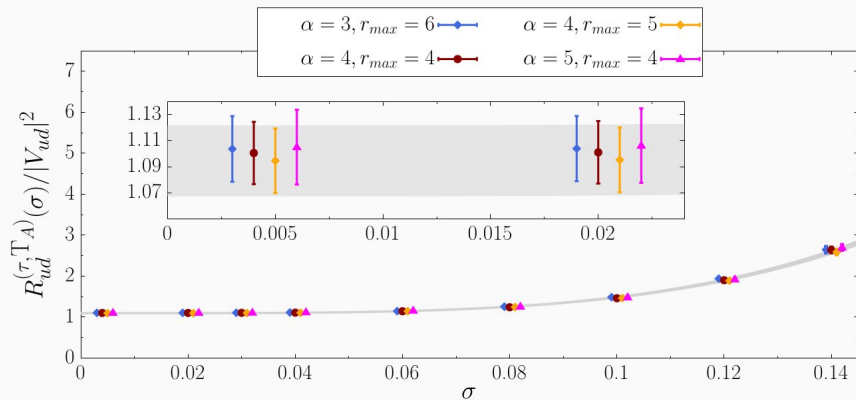 α = 3, r_max = 6
α = 4, r_max = 5
α = 4, r_max = 4
α = 5, r_max = 4
R_ud^(τ,T_A)(σ)/|V_ud|^2
7
6
5
4
3
2
1
0
1.13
1.11
1.09
1.07
0 0.005 0.01 0.015 0.02
0 0.02 0.04 0.06 0.08 0.1 0.12 0.14
σ